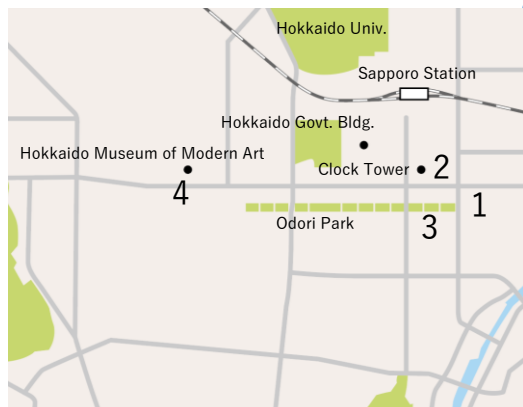 Hokkaido Univ.
Sapporo Station
Hokkaido Govt. Bldg.
Hokkaido Museum of Modern Art
Clock Tower
2
4
1
Odori Park
3